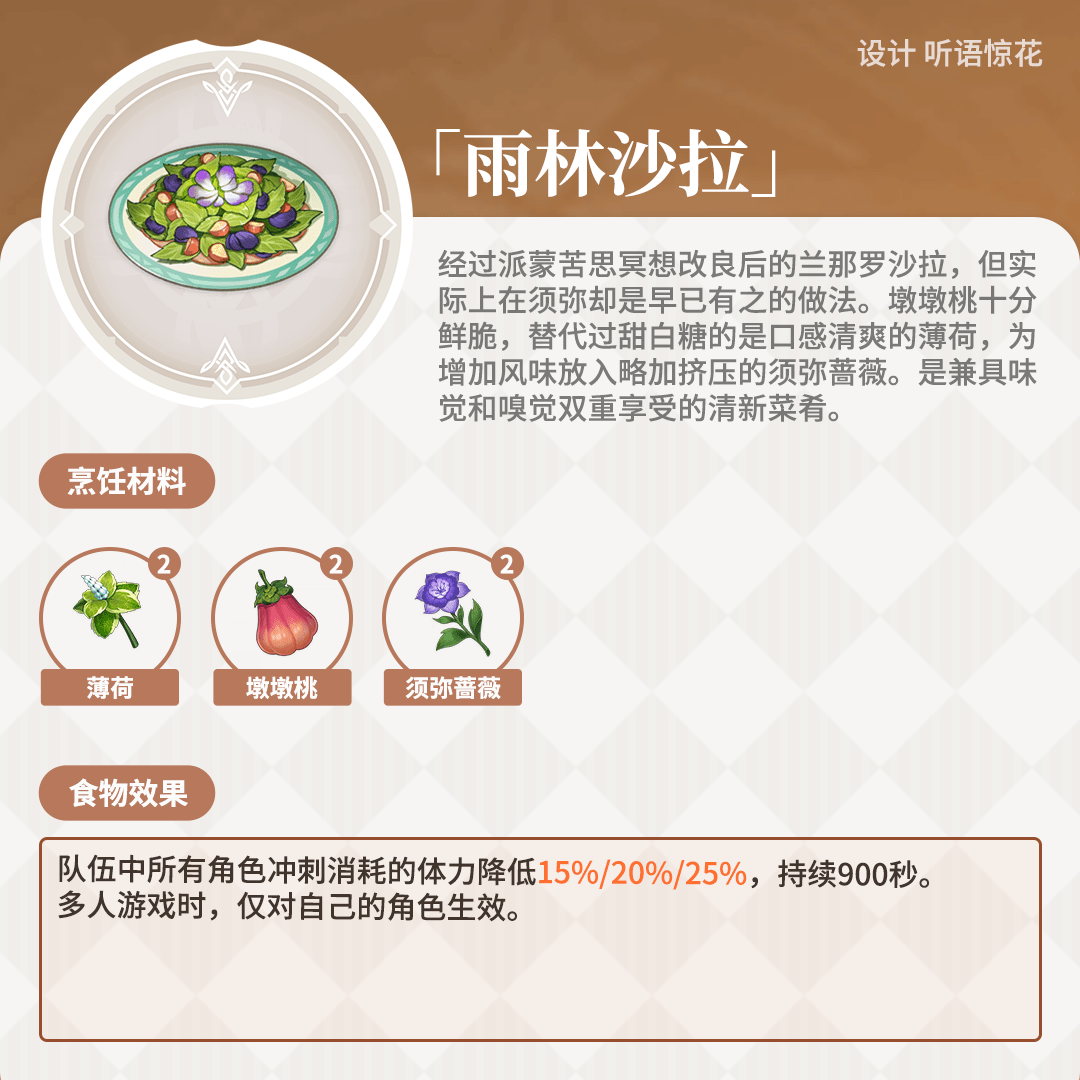 设计 听语惊花
「雨林沙拉」
经过派蒙苦思冥想改良后的兰那罗沙拉，但实
际上在须弥却是早已有之的做法。墩墩桃十分
鲜脆，替代过甜白糖的是口感清爽的薄荷，为
增加风味放入略加挤压的须弥蔷薇。是兼具味
觉和嗅觉双重享受的清新菜肴。
烹饪材料
2
2
2
薄荷
墩墩桃
须弥蔷薇
食物效果
队伍中所有角色冲刺消耗的体力降低15%/20%/25%，持续900秒。
多人游戏时，仅对自己的角色生效。